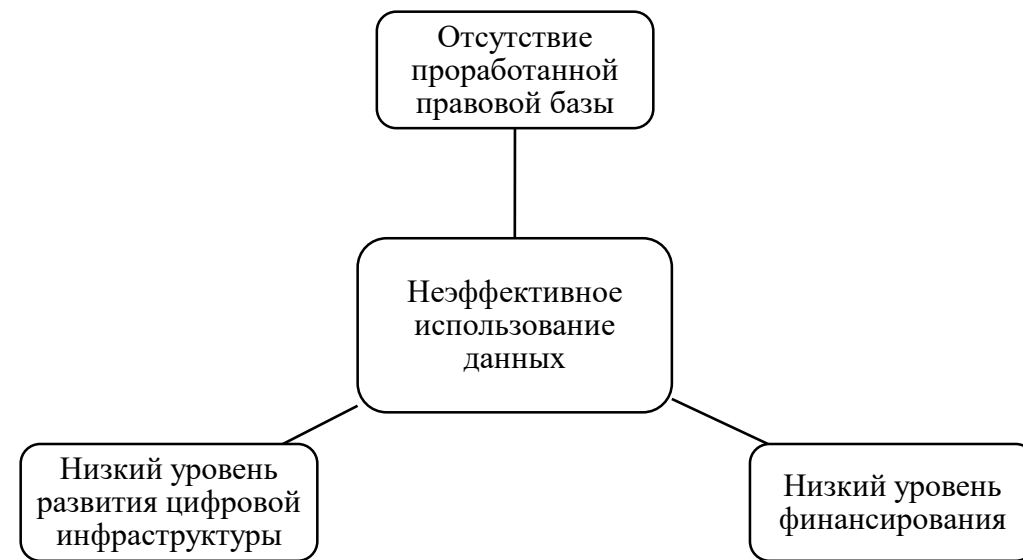 Отсутствие
проработанной
правовой базы
Неэффективное
использование
данных
Низкий уровень
развития цифровой
инфраструктуры
Низкий уровень
финансирования